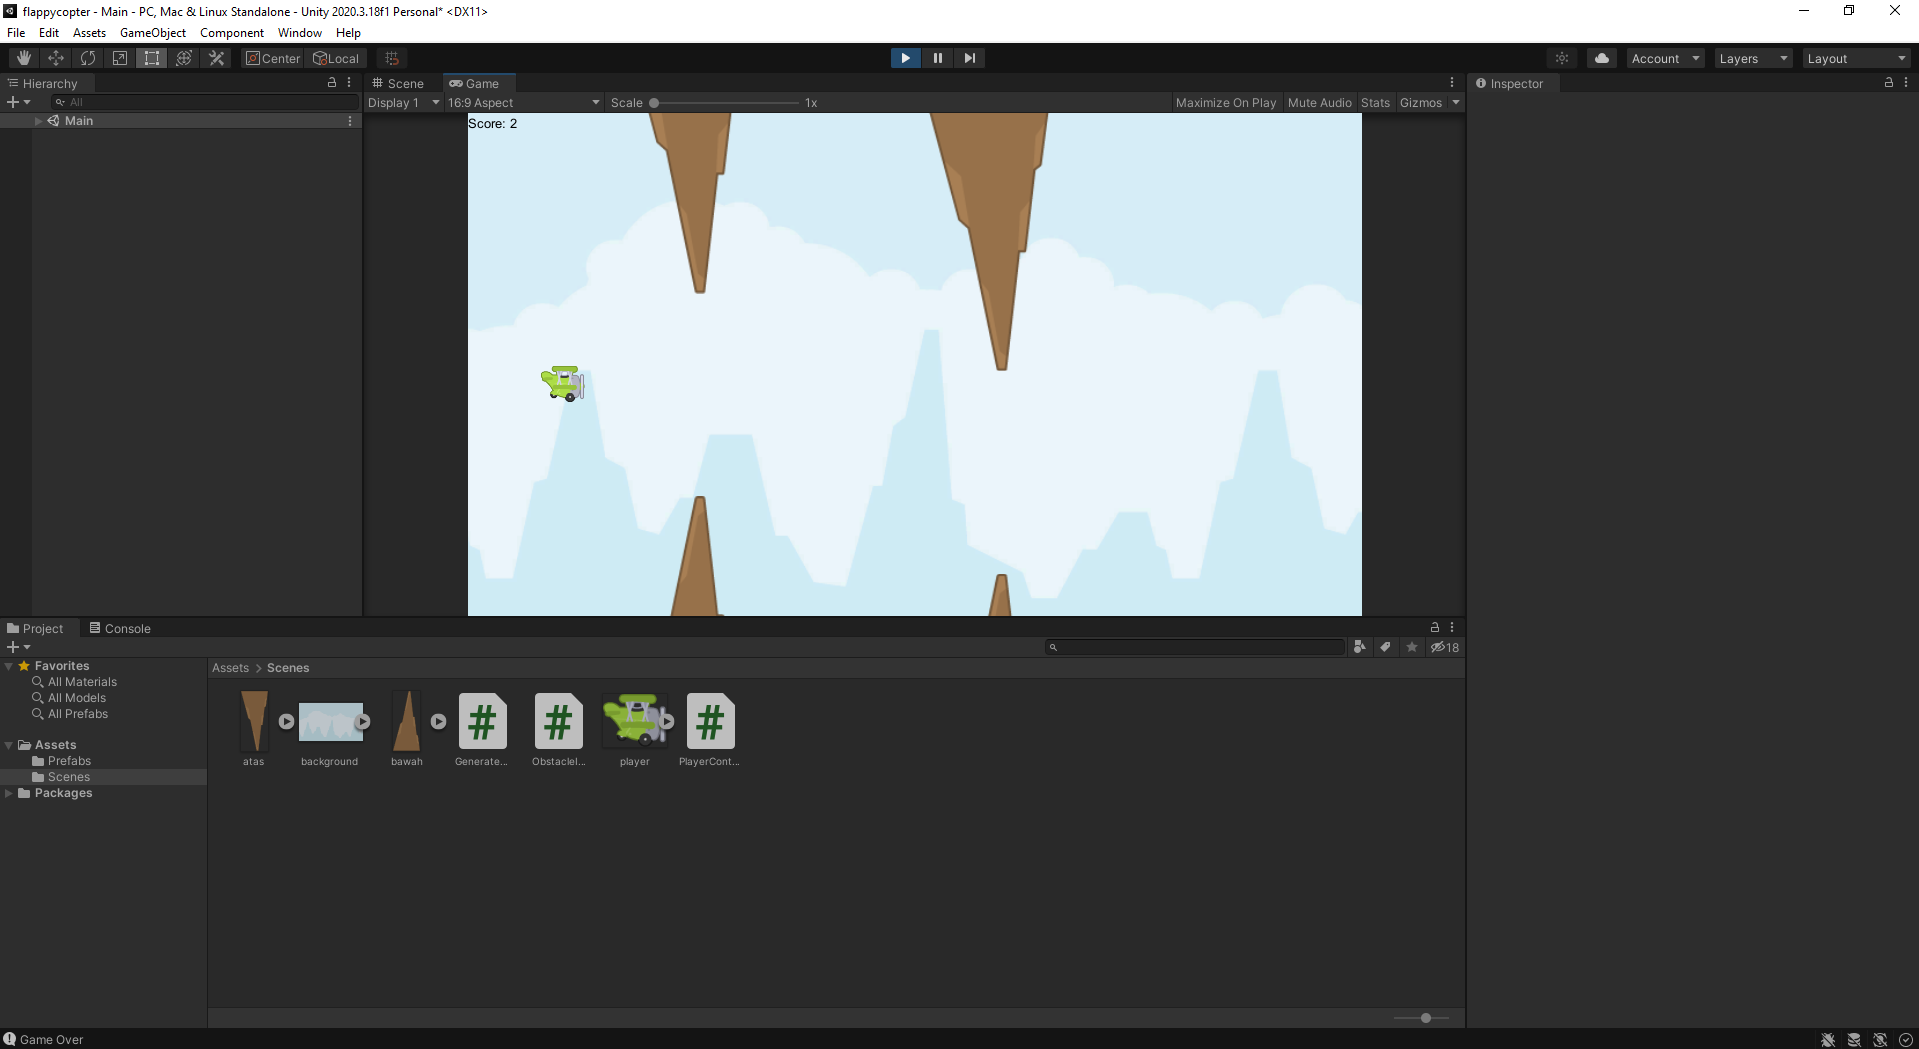 flappycopter - Main - PC, Mac & Linux Standalone - Unity 2020.3.18f1 Personal* <DX11>
File Edit Assets GameObject Component Window Help
Center Local Account Layers Layout
Hierarchy Scene Game Inspector
All Display 1 16:9 Aspect Scale 1x Maximize On Play Mute Audio Stats Gizmos
Main
Score: 2
Project Console
18
Favorites
All Materials
All Models
All Prefabs
Assets
Prefabs
Scenes
Packages
Assets > Scenes
atas background bawah Generate... ObstacleI... player PlayerCont...
Game Over